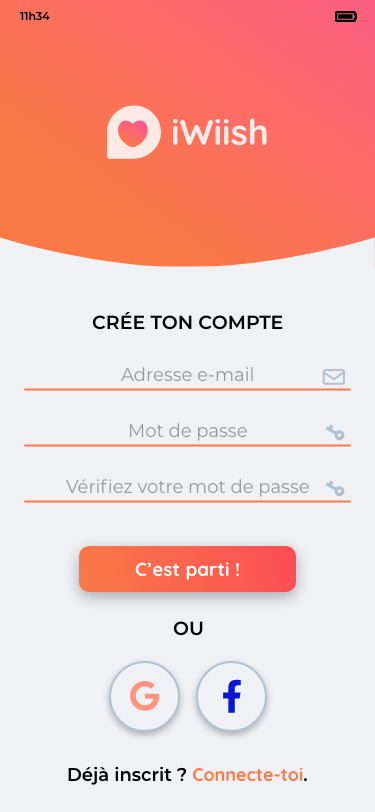 11h34
iWiish
CRÉE TON COMPTE
Adresse e-mail
Mot de passe
Vérifiez votre mot de passe
C'est parti !
OU
G f
Déjà inscrit ? Connecte-toi.